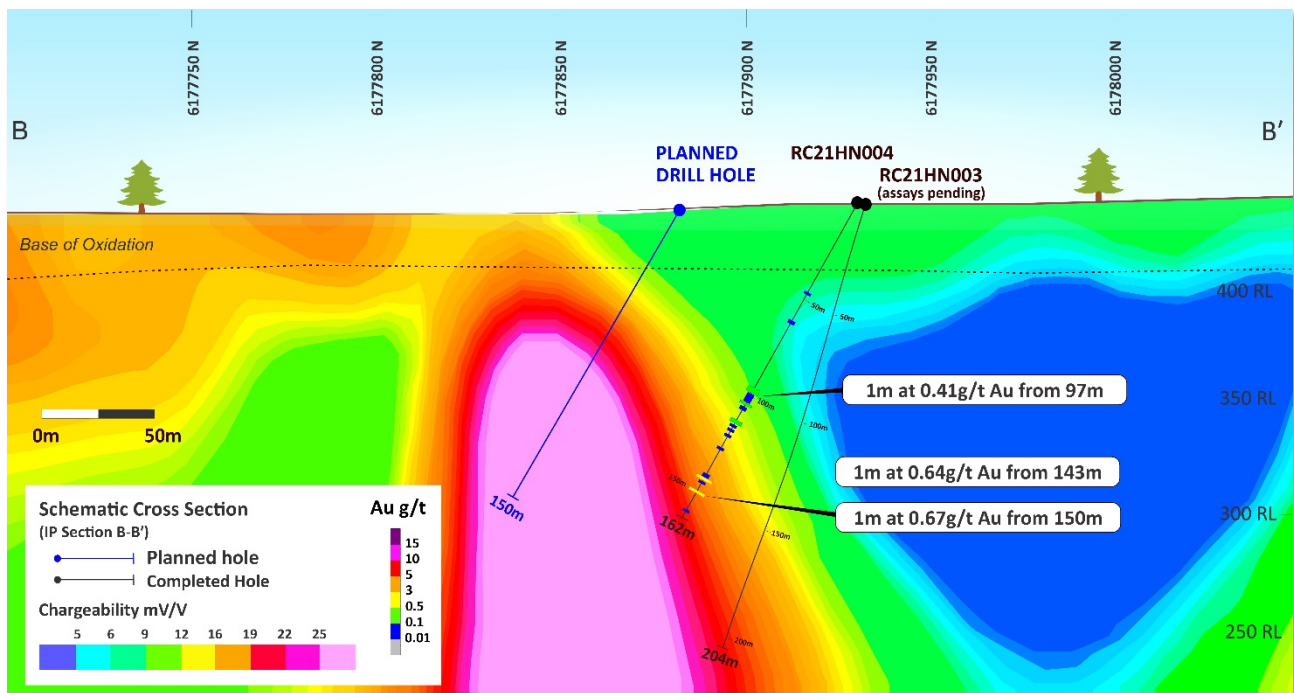 6177750 N
6177800 N
6177850 N
6177900 N
6177950 N
6178000 N
B
B'
PLANNED
DRILL HOLE
RC21HN004
RC21HN003
(assays pending)
Base of Oxidation
400 RL
50m
50m
1m at 0.41g/t Au from 97m
350 RL
100m
100m
0m
50m
1m at 0.64g/t Au from 143m
150m
150m
1m at 0.67g/t Au from 150m
300 RL
162m
150m
250 RL
200m
204m
Schematic Cross Section
(IP Section B-B')
Planned hole
Completed Hole
Chargeability mV/V
5 6 9 12 16 19 22 25
Au g/t
15
10
5
3
0.5
0.1
0.01